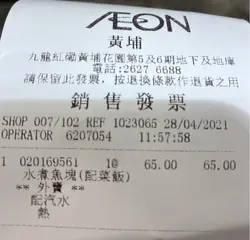 ÆON
黃埔
九龍紅磡黃埔花園第5及6期地下及地庫
電話:2627 6688
請保留此發票，按退換條款作退貨之用
銷售發票
SHOP 007/102 REF 1023065 28/04/2021
OPERATOR 6207054 11:57:58
1 020169561 1@ 65.00 65.00
水煮魚塊(配菜飯)
** 外賣 **
配汽水
熱